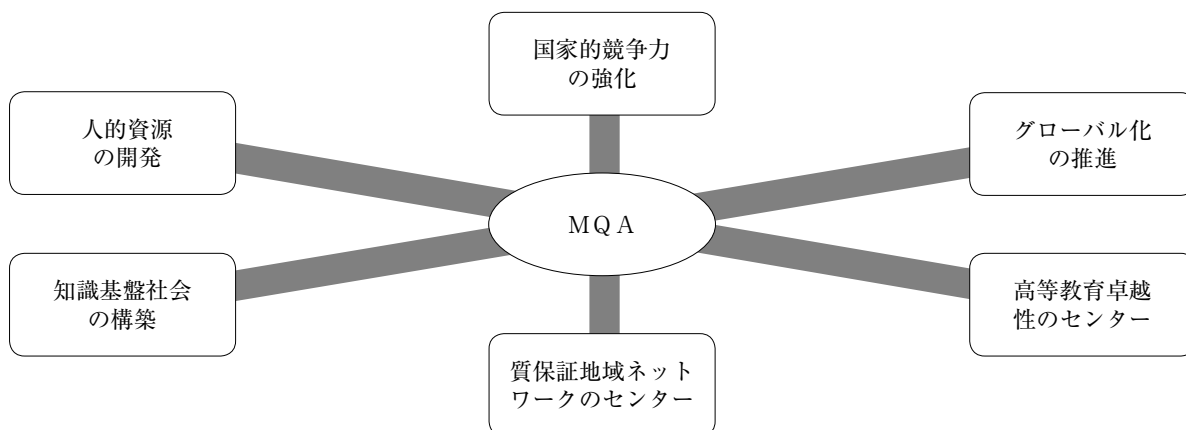 国家的競争力
の強化
人的資源
の開発
グローバル化
の推進
ＭＱＡ
知識基盤社会
の構築
高等教育卓越
性のセンター
質保証地域ネット
ワークのセンター